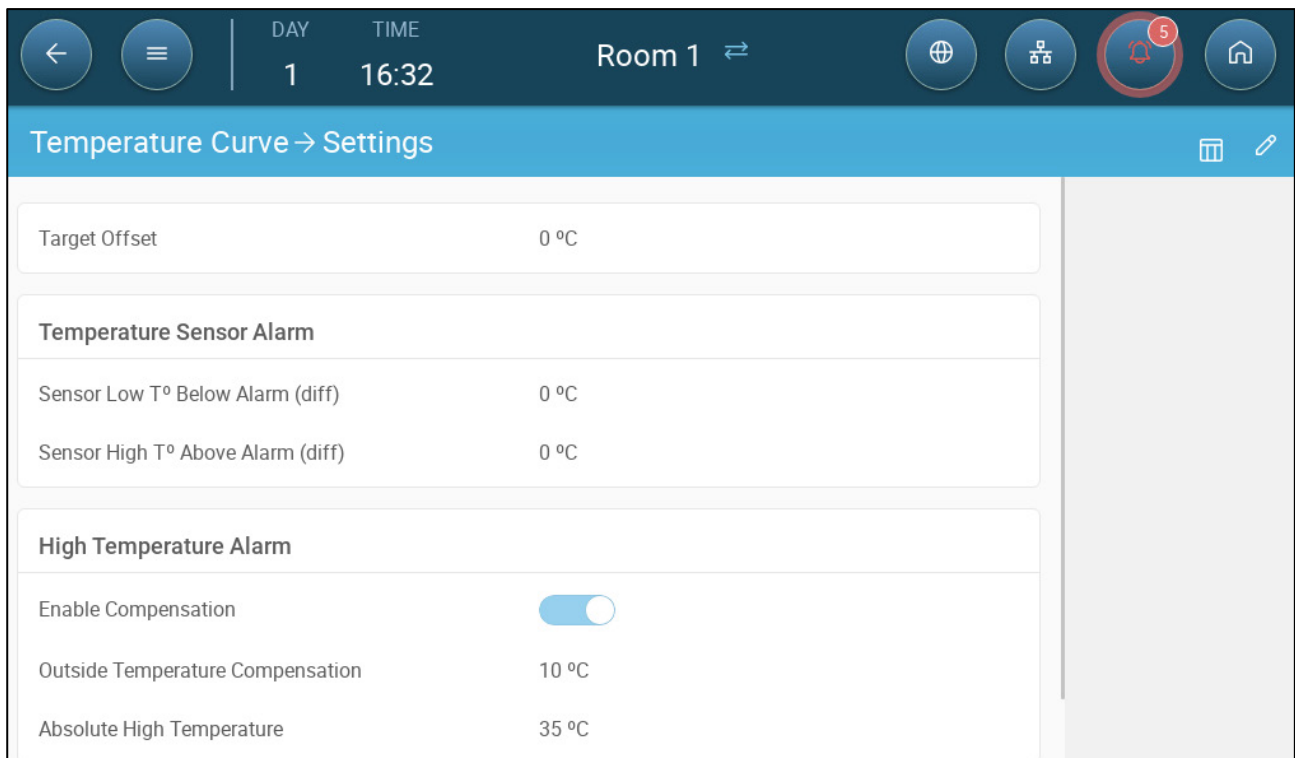 DAY TIME
1 16:32
Room 1
5
Temperature Curve → Settings
Target Offset 0 ºC
Temperature Sensor Alarm
Sensor Low Tº Below Alarm (diff) 0 ºC
Sensor High Tº Above Alarm (diff) 0 ºC
High Temperature Alarm
Enable Compensation
Outside Temperature Compensation 10 ºC
Absolute High Temperature 35 ºC